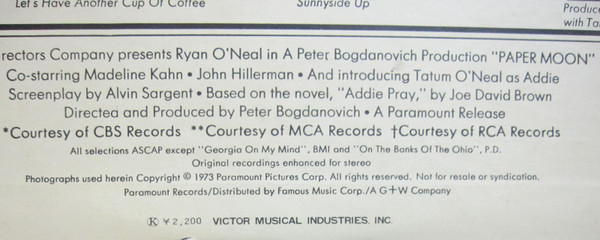 Let's Have Another Cup Of Coffee
Sunnyside Up
Produce
with Ta
rectors Company presents Ryan O'Neal in A Peter Bogdanovich Production "PAPER MOON"
Co-starring Madeline Kahn • John Hillerman • And introducing Tatum O'Neal as Addie
Screenplay by Alvin Sargent • Based on the novel, "Addie Pray," by Joe David Brown
Directed and Produced by Peter Bogdanovich • A Paramount Release
*Courtesy of CBS Records **Courtesy of MCA Records †Courtesy of RCA Records
All selections ASCAP except "Georgia On My Mind", BMI and "On The Banks Of The Ohio", P.D.
Original recordings enhanced for stereo
Photographs used herein Copyright © 1973 Paramount Pictures Corp. All rights reserved. Not for resale or syndication.
Paramount Records/Distributed by Famous Music Corp./A G+W Company
Ⓚ ¥2,200 VICTOR MUSICAL INDUSTRIES, INC.